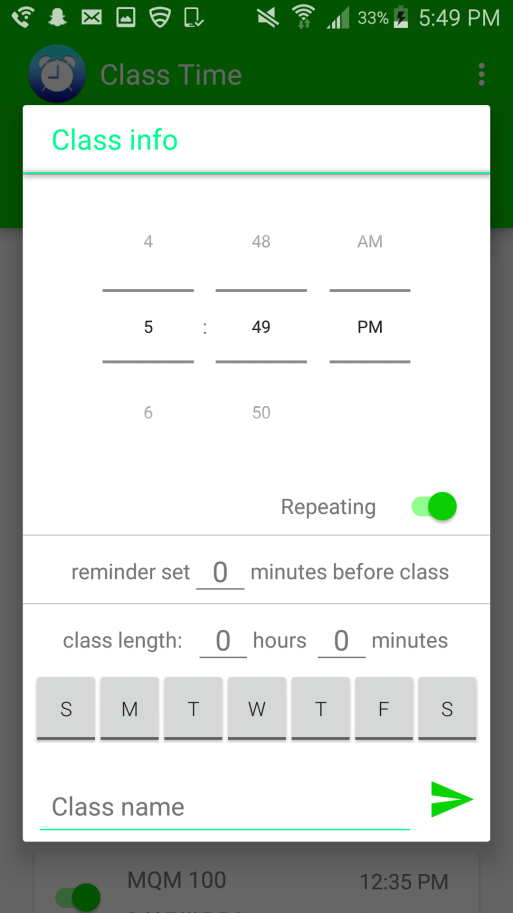 33% 5:49 PM
Class Time
Class info
4 48 AM
5 : 49 PM
6 50
Repeating
reminder set 0 minutes before class
class length: 0 hours 0 minutes
S M T W T F S
Class name
MQM 100 12:35 PM